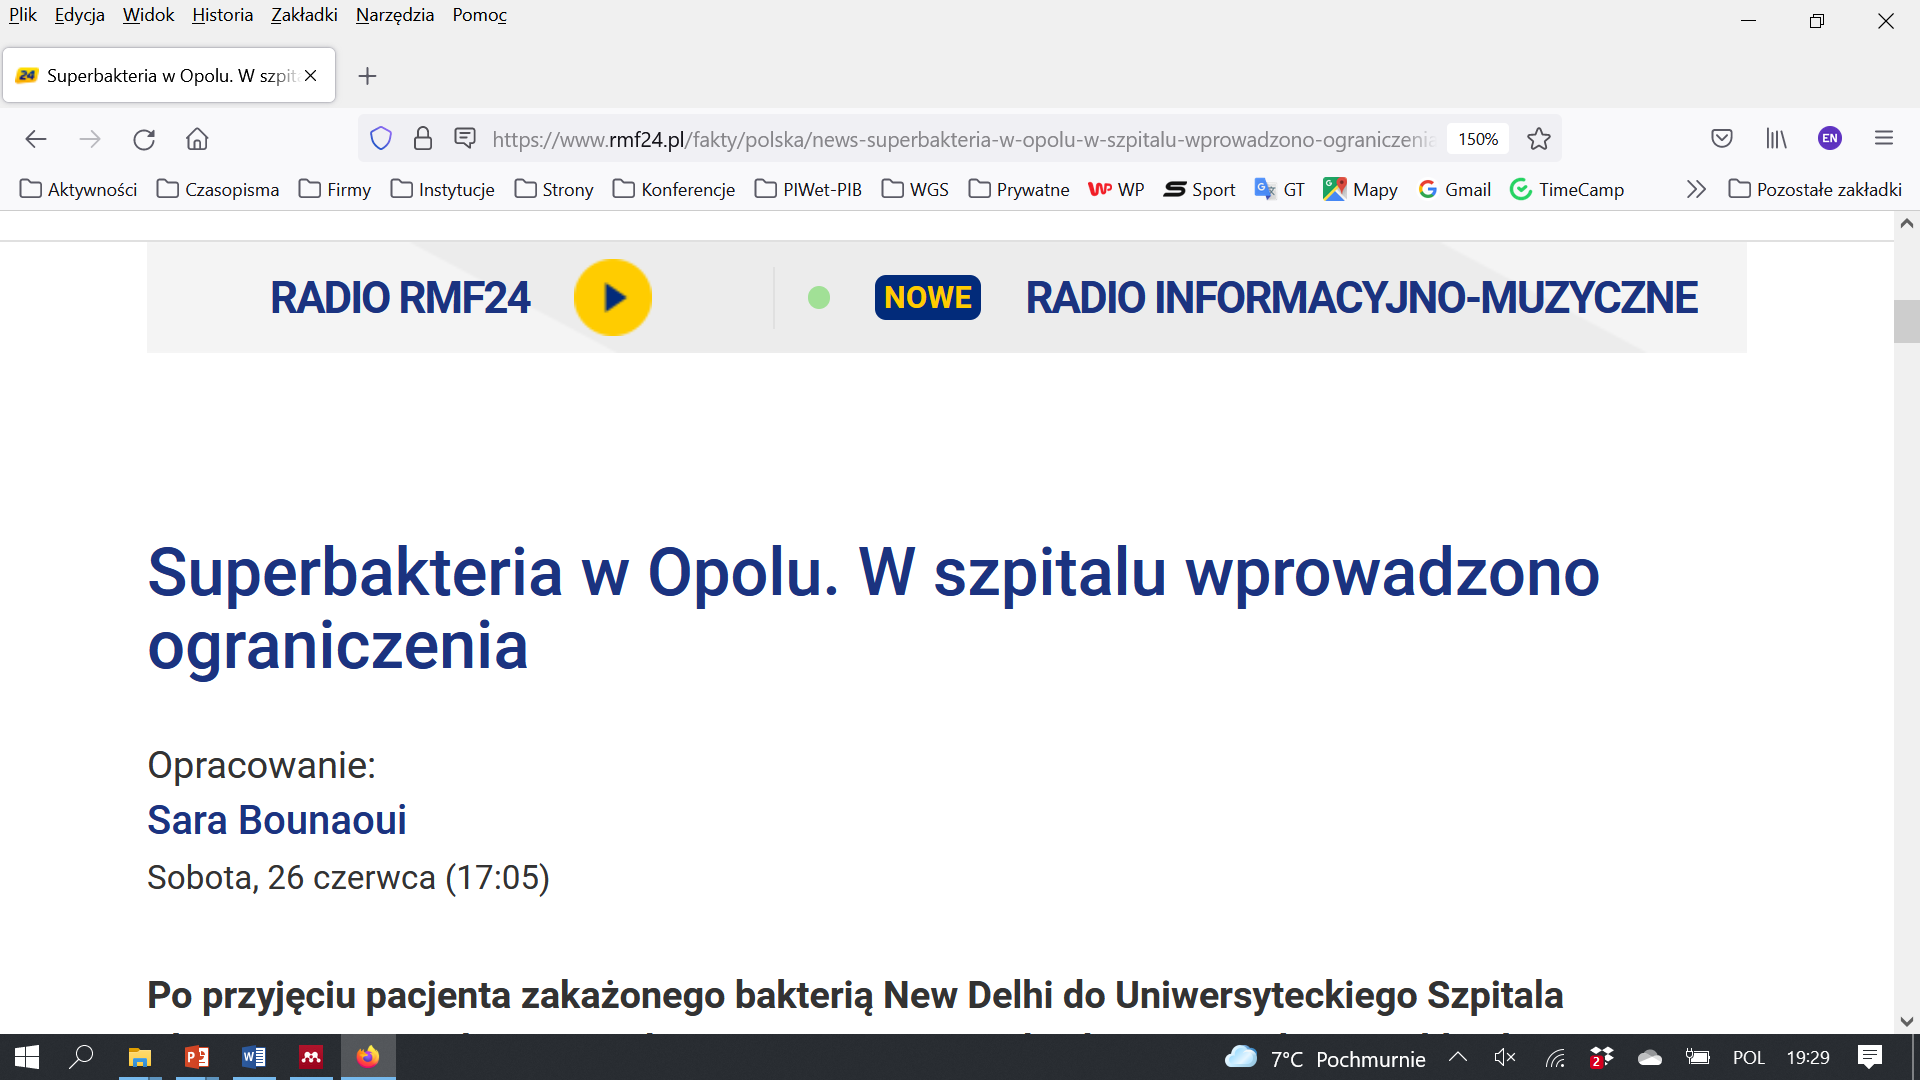 Plik Edycja Widok Historia Zakładki Narzędzia Pomoc
24 Superbakteria w Opolu. W szpit
https://www.rmf24.pl/fakty/polska/news-superbakteria-w-opolu-w-szpitalu-wprowadzono-ograniczenia 150% EN
Aktywności Czasopisma Firmy Instytucje Strony Konferencje PIWet-PIB WGS Prywatne WP Sport GT Mapy Gmail TimeCamp Pozostałe zakładki
RADIO RMF24 NOWE RADIO INFORMACYJNO-MUZYCZNE
Superbakteria w Opolu. W szpitalu wprowadzono
ograniczenia
Opracowanie:
Sara Bounaoui
Sobota, 26 czerwca (17:05)
Po przyjęciu pacjenta zakażonego bakterią New Delhi do Uniwersyteckiego Szpitala
2 7°C Pochmurnie POL 19:29